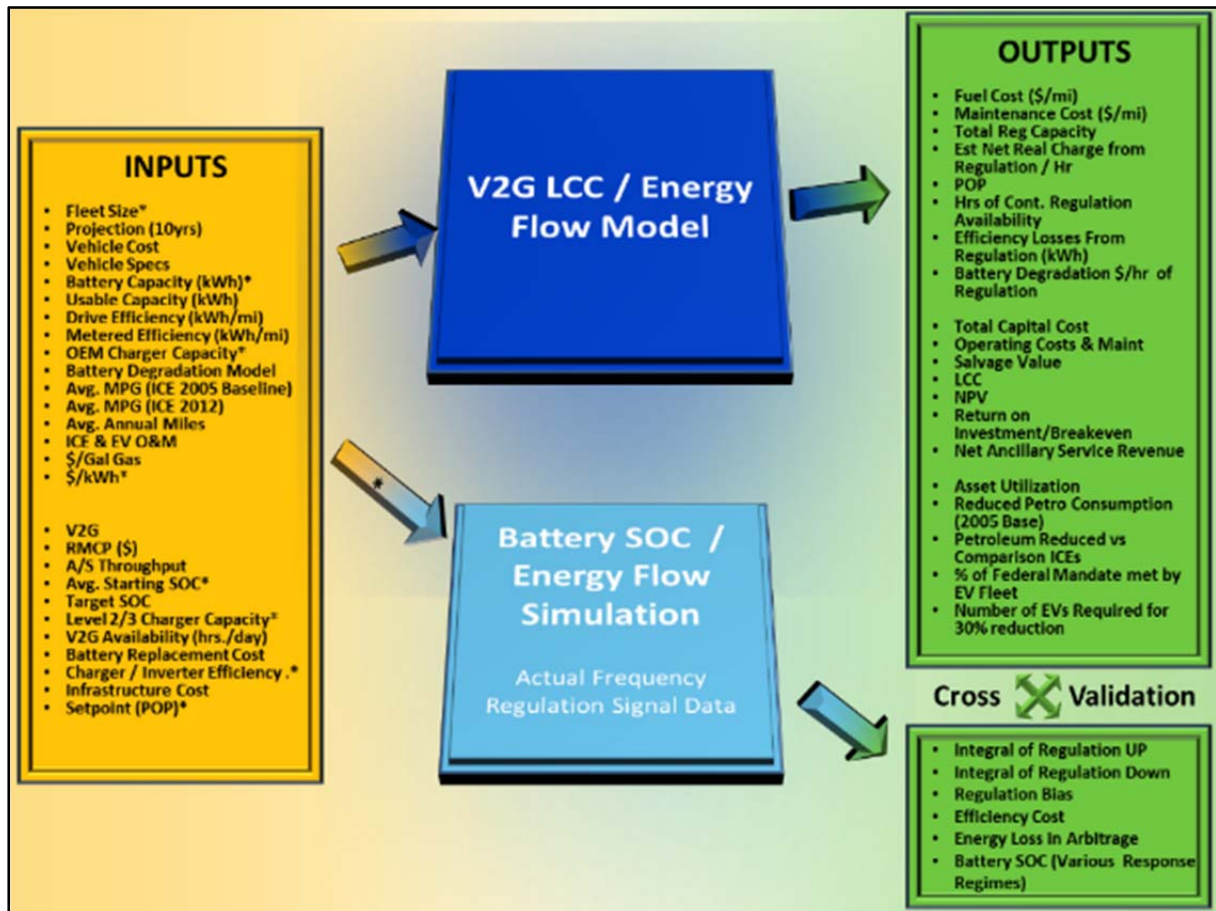 INPUTS
• Fleet Size*
• Projection (10yrs)
• Vehicle Cost
• Vehicle Specs
• Battery Capacity (kWh)*
• Usable Capacity (kWh)
• Drive Efficiency (kWh/mi)
• Metered Efficiency (kWh/mi)
• OEM Charger Capacity*
• Battery Degradation Model
• Avg. MPG (ICE 2005 Baseline)
• Avg. MPG (ICE 2012)
• Avg. Annual Miles
• ICE & EV O&M
• $/Gal Gas
• $/kWh*
• V2G
• RMCP ($)
• A/S Throughput
• Avg. Starting SOC*
• Target SOC
• Level 2/3 Charger Capacity*
• V2G Availability (hrs./day)
• Battery Replacement Cost
• Charger / Inverter Efficiency .*
• Infrastructure Cost
• Setpoint (POP)*
V2G LCC / Energy
Flow Model
*
Battery SOC /
Energy Flow
Simulation
Actual Frequency
Regulation Signal Data
OUTPUTS
• Fuel Cost ($/mi)
• Maintenance Cost ($/mi)
• Total Reg Capacity
• Est Net Real Charge from
Regulation / Hr
• POP
• Hrs of Cont. Regulation
Availability
• Efficiency Losses From
Regulation (kWh)
• Battery Degradation $/hr of
Regulation
• Total Capital Cost
• Operating Costs & Maint
• Salvage Value
• LCC
• NPV
• Return on
Investment/Breakeven
• Net Ancillary Service Revenue
• Asset Utilization
• Reduced Petro Consumption
(2005 Base)
• Petroleum Reduced vs
Comparison ICEs
• % of Federal Mandate met by
EV Fleet
• Number of EVs Required for
30% reduction
Cross Validation
• Integral of Regulation UP
• Integral of Regulation Down
• Regulation Bias
• Efficiency Cost
• Energy Loss in Arbitrage
• Battery SOC (Various Response
Regimes)